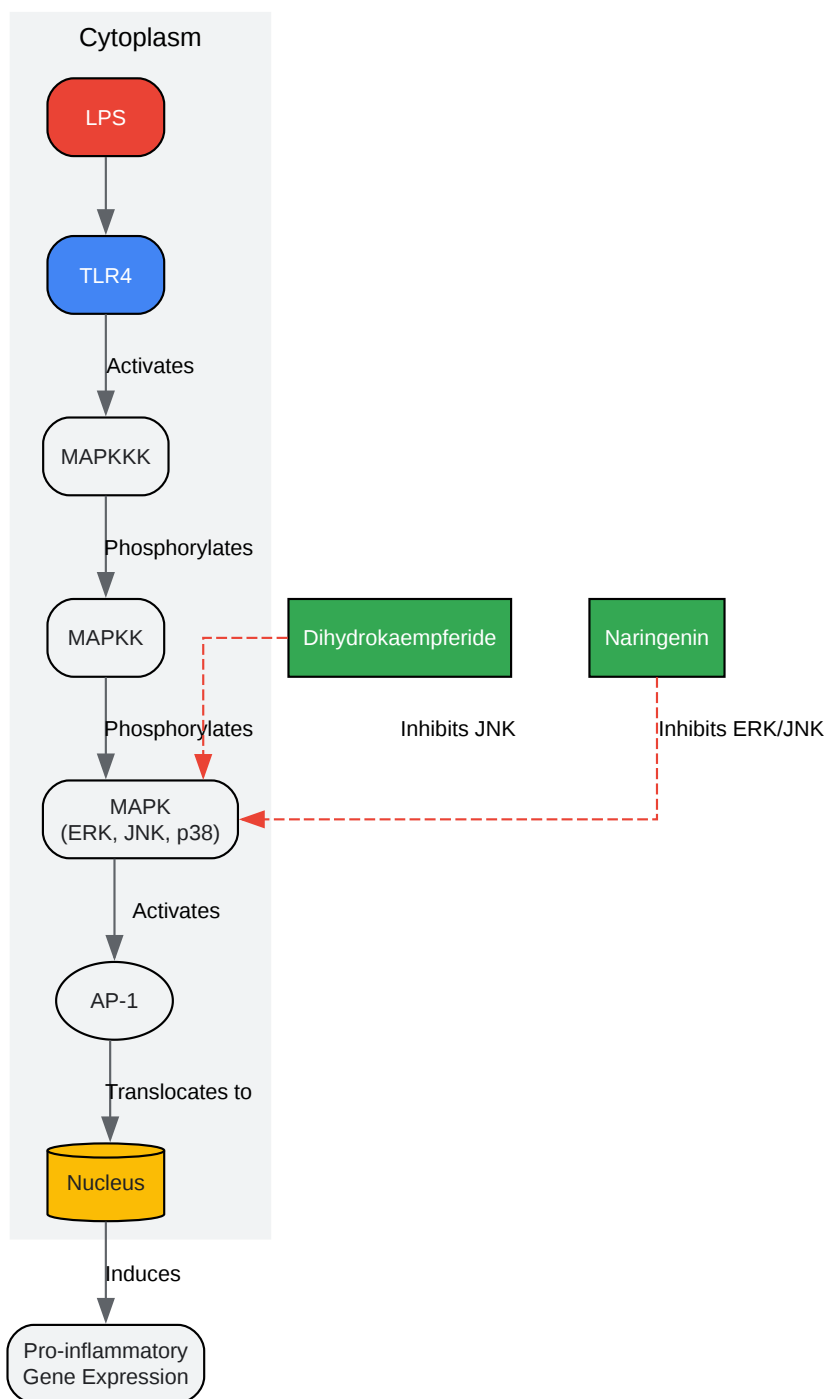 Cytoplasm
LPS
TLR4
Activates
MAPKKK
Phosphorylates
MAPKK
Dihydrokaempferide
Naringenin
Phosphorylates
Inhibits JNK
Inhibits ERK/JNK
MAPK
(ERK, JNK, p38)
Activates
AP-1
Translocates to
Nucleus
Induces
Pro-inflammatory
Gene Expression